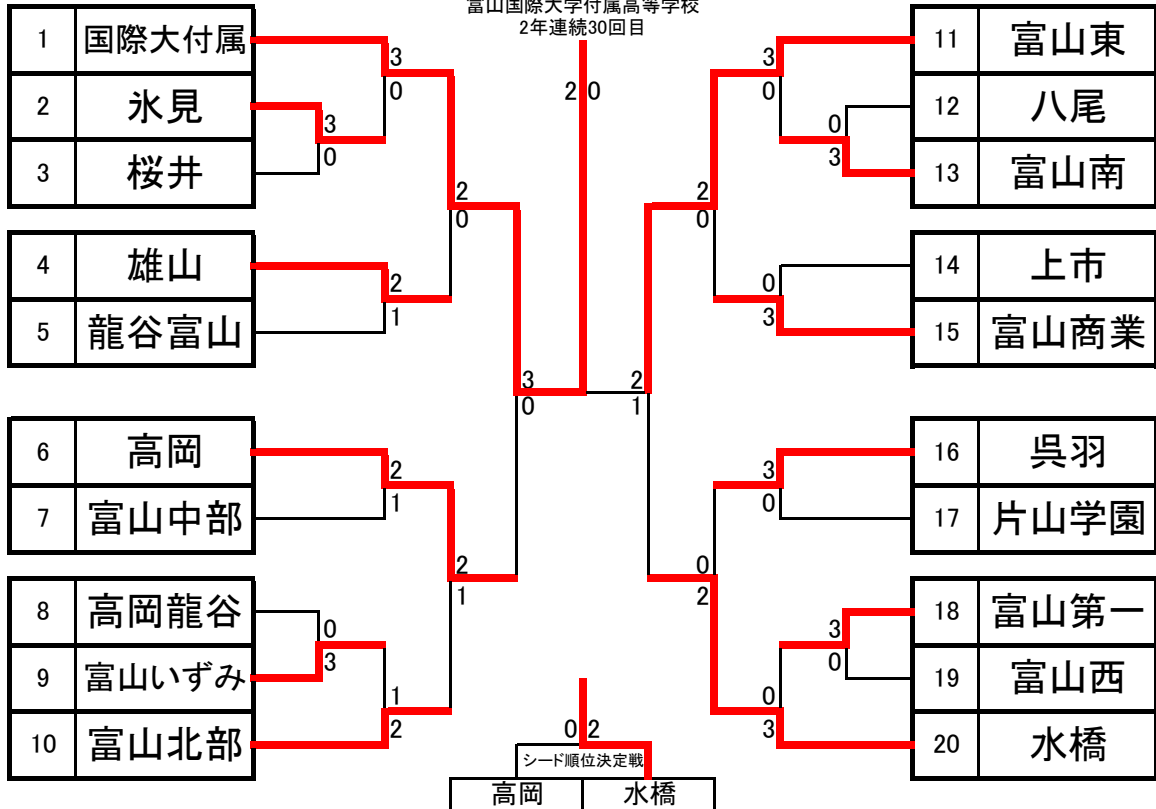 富山国際大学付属高等学校
2年連続30回目
1 国際大付属
2 氷見
3 桜井
4 雄山
5 龍谷富山
6 高岡
7 富山中部
8 高岡龍谷
9 富山いずみ
10 富山北部
3
0
3
0
2
0
2
1
3
0
2
1
2
1
0
3
1
2
2 0
11 富山東
12 八尾
13 富山南
14 上市
15 富山商業
16 呉羽
17 片山学園
18 富山第一
19 富山西
20 水橋
3
0
0
3
2
0
0
3
2
1
3
0
0
2
3
0
0
3
0 2
シード順位決定戦
高岡 水橋